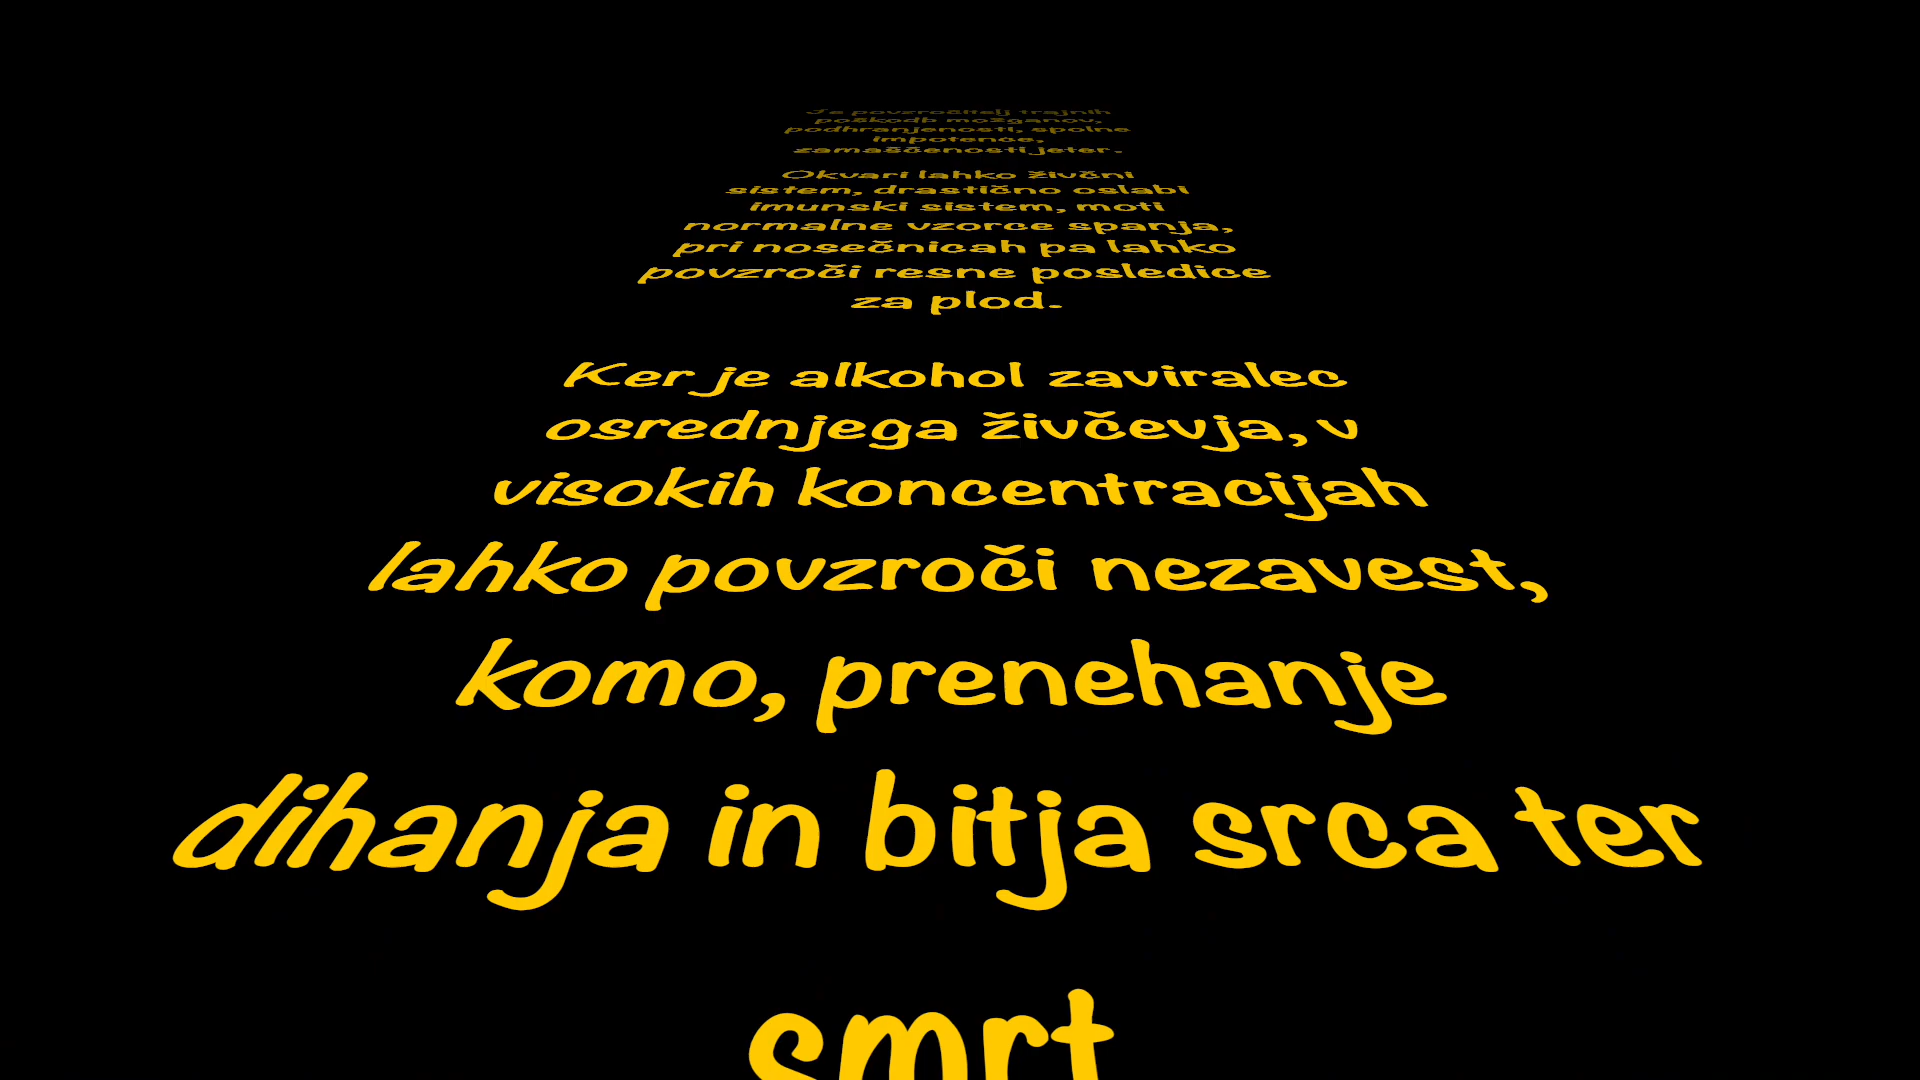 Je povzročitelj trajnih
poškodb možganov,
podhranjenosti, spolne
impotence,
zamaščenosti jeter.
Okvari lahko živčni
sistem, drastično oslabi
imunski sistem, moti
normalne vzorce spanja,
pri nosečnicah pa lahko
povzroči resne posledice
za plod.
Ker je alkohol zaviralec
osrednjega živčevja, v
visokih koncentracijah
lahko povzroči nezavest,
komo, prenehanje
dihanja in bitja srca ter
smrt